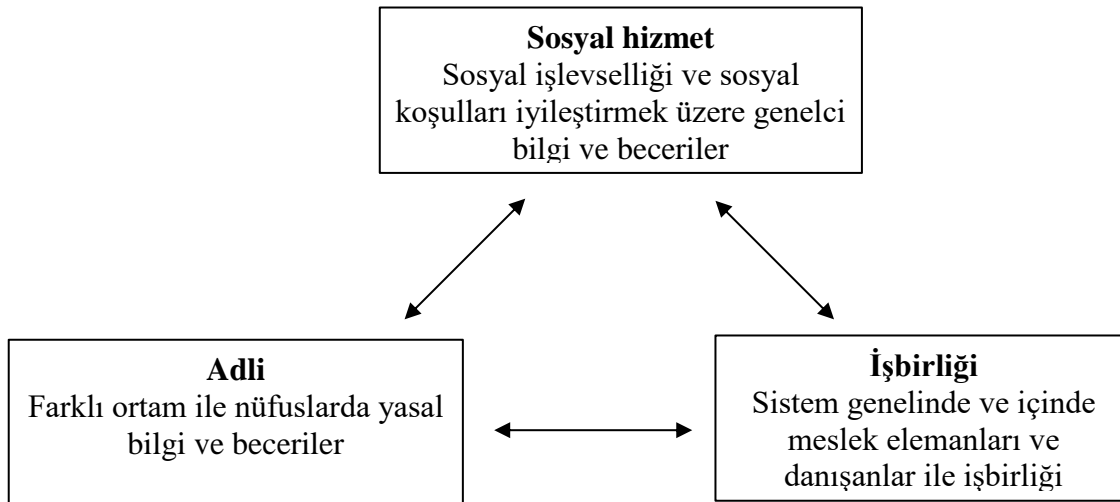 Sosyal hizmet
Sosyal işlevselliği ve sosyal
koşulları iyileştirmek üzere genelci
bilgi ve beceriler
Adli
Farklı ortam ile nüfuslarda yasal
bilgi ve beceriler
İşbirliği
Sistem genelinde ve içinde
meslek elemanları ve
danışanlar ile işbirliği